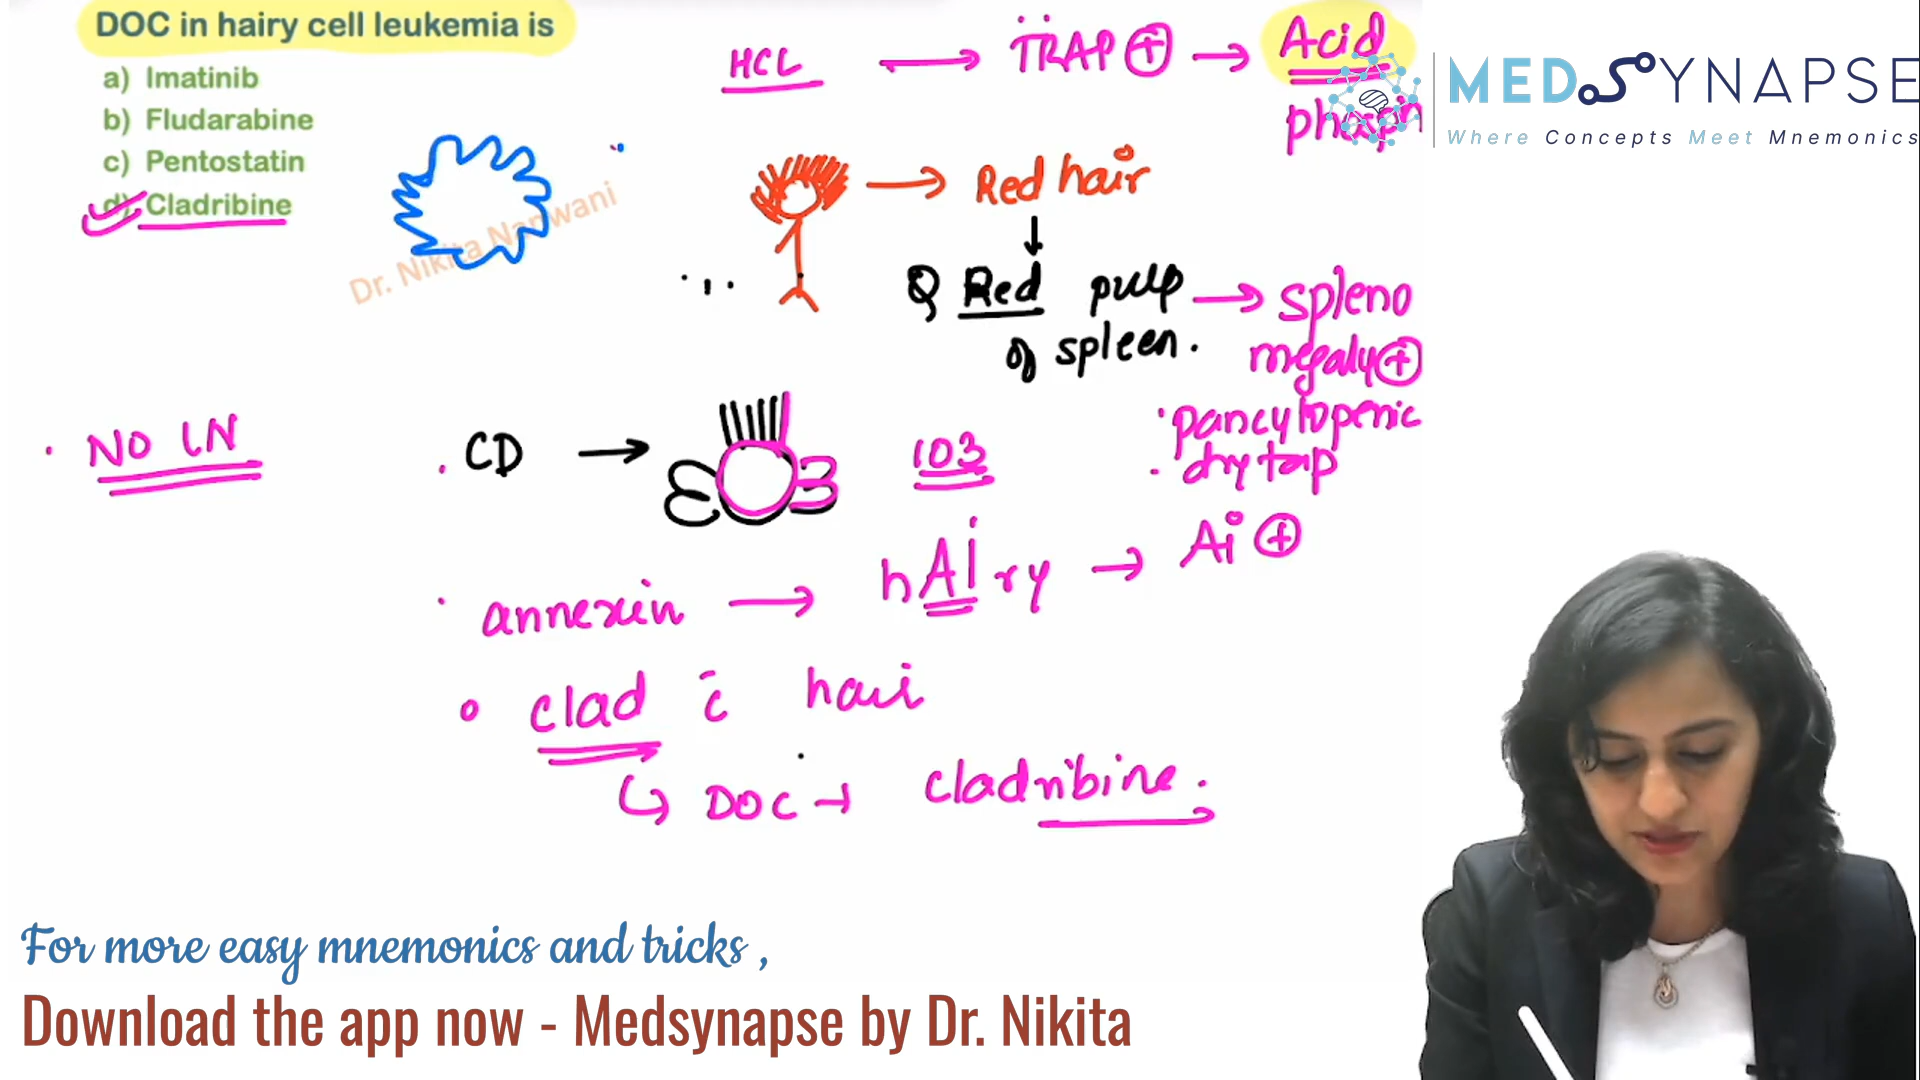 DOC in hairy cell leukemia is
a) Imatinib
b) Fludarabine
c) Pentostatin
d) Cladribine
Dr. Nikita Nanwani
HCL → TRAP + → Acid
phosph
MEDSYNAPSE
Where Concepts Meet Mnemonics
→ Red hair
↓
Q Red pulp → spleno
of spleen. megaly +
• NO LN
• CD → 103
• pancytopenic
• dry tap
• annexin → hAIry → Ai +
o clad c̄ hair
↳ DOC → Cladribine.
For more easy mnemonics and tricks ,
Download the app now - Medsynapse by Dr. Nikita